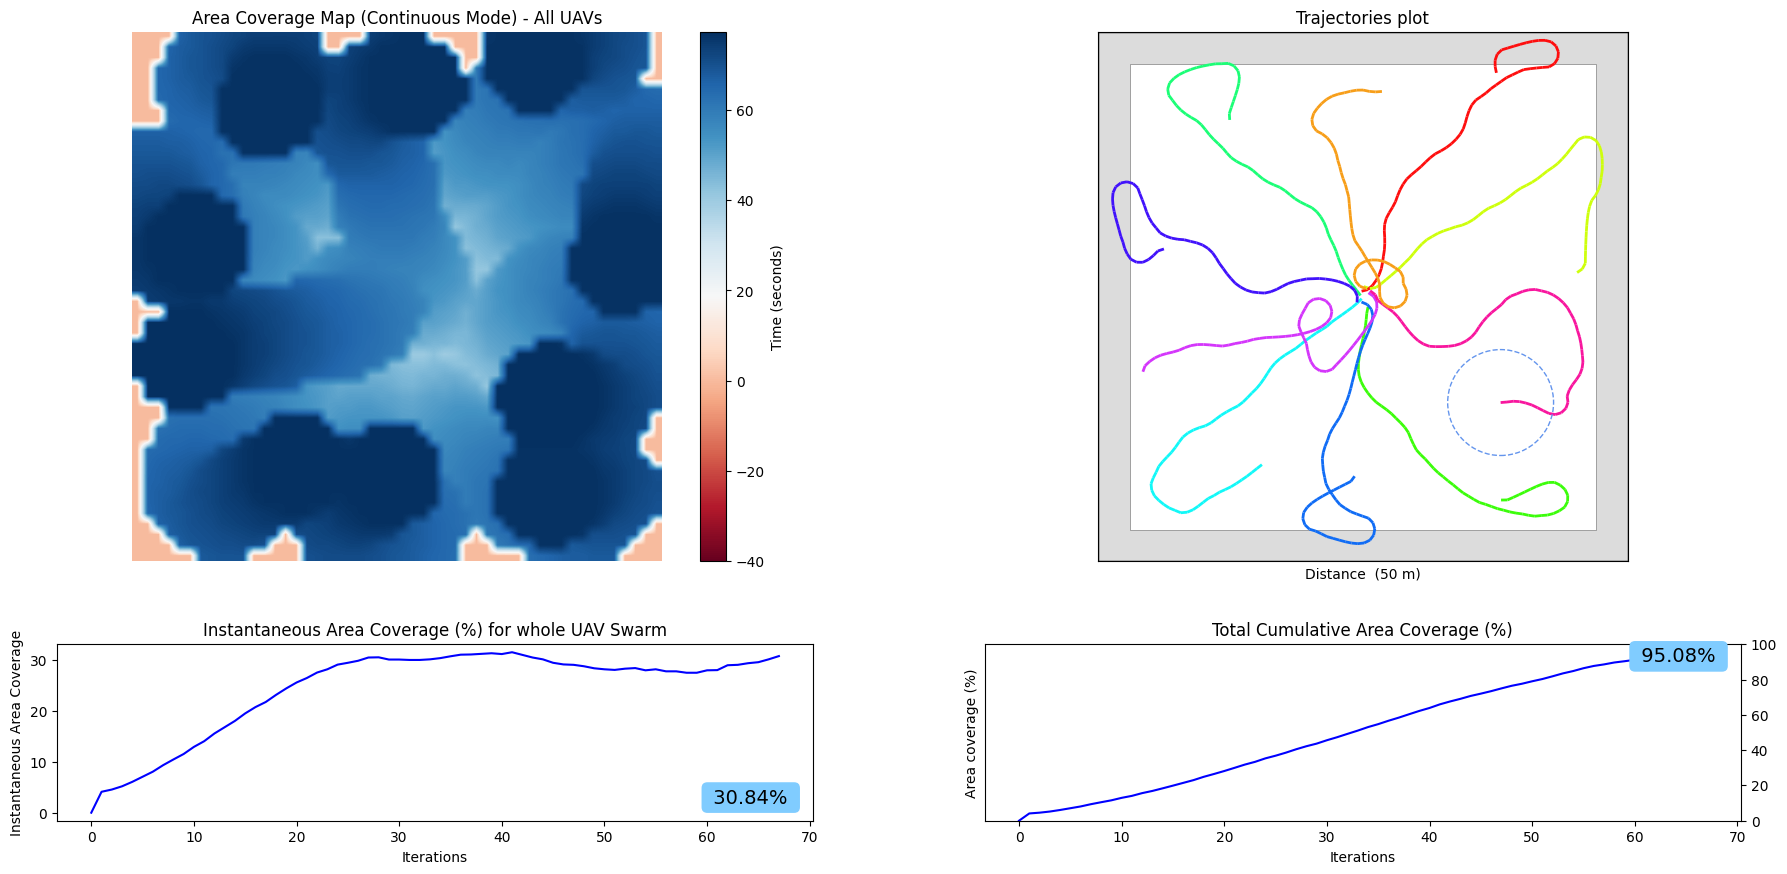 Area Coverage Map (Continuous Mode) - All UAVs
60
40
20
0
−20
−40
Time (seconds)
Trajectories plot
Distance  (50 m)
Instantaneous Area Coverage (%) for whole UAV Swarm
Instantaneous Area Coverage
30
20
10
0
30.84%
0 10 20 30 40 50 60 70
Iterations
Total Cumulative Area Coverage (%)
Area coverage (%)
95.08%
100
80
60
40
20
0
0 10 20 30 40 50 60 70
Iterations